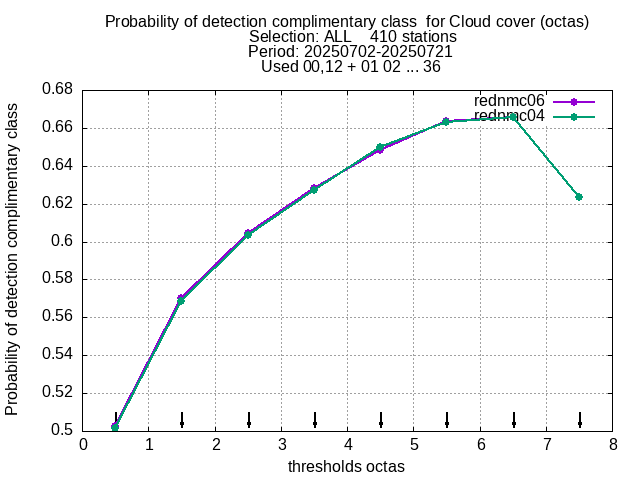 Probability of detection complimentary class  for Cloud cover (octas)
Selection: ALL    410 stations
Period: 20250702-20250721
Used 00,12 + 01 02 ... 36
rednmc06
rednmc04
Probability of detection complimentary class
0.68
0.66
0.64
0.62
0.6
0.58
0.56
0.54
0.52
0.5
0 1 2 3 4 5 6 7 8
thresholds octas